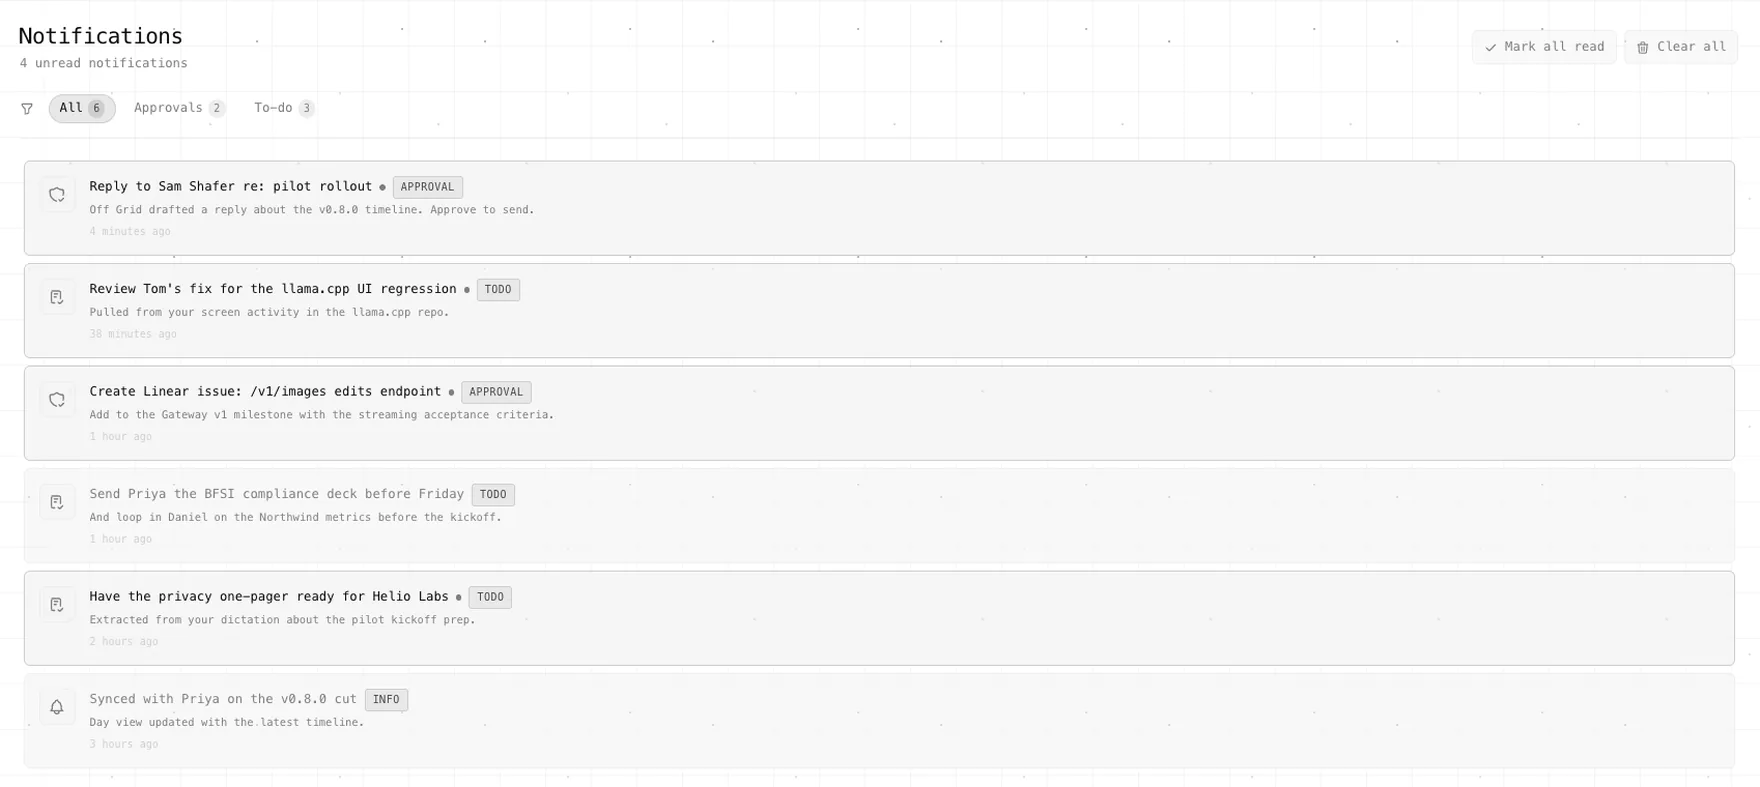 Notifications
4 unread notifications
Mark all read
Clear all
All 6
Approvals 2
To-do 3
Reply to Sam Shafer re: pilot rollout APPROVAL
Off Grid drafted a reply about the v0.8.0 timeline. Approve to send.
4 minutes ago
Review Tom's fix for the llama.cpp UI regression TODO
Pulled from your screen activity in the llama.cpp repo.
38 minutes ago
Create Linear issue: /v1/images edits endpoint APPROVAL
Add to the Gateway v1 milestone with the streaming acceptance criteria.
1 hour ago
Send Priya the BFSI compliance deck before Friday TODO
And loop in Daniel on the Northwind metrics before the kickoff.
1 hour ago
Have the privacy one-pager ready for Helio Labs TODO
Extracted from your dictation about the pilot kickoff prep.
2 hours ago
Synced with Priya on the v0.8.0 cut INFO
Day view updated with the latest timeline.
3 hours ago